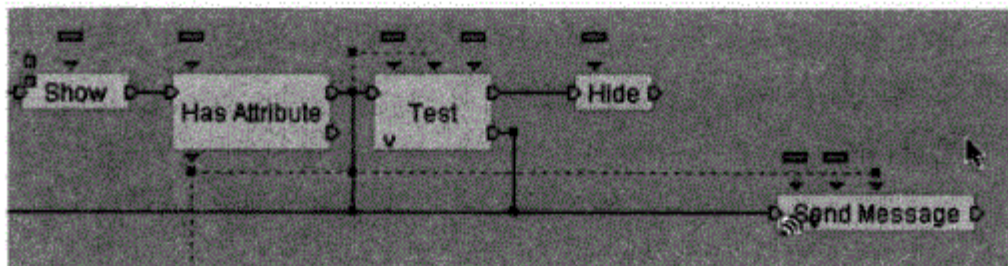 Show
Has Attribute
Test
Hide
V
Send Message